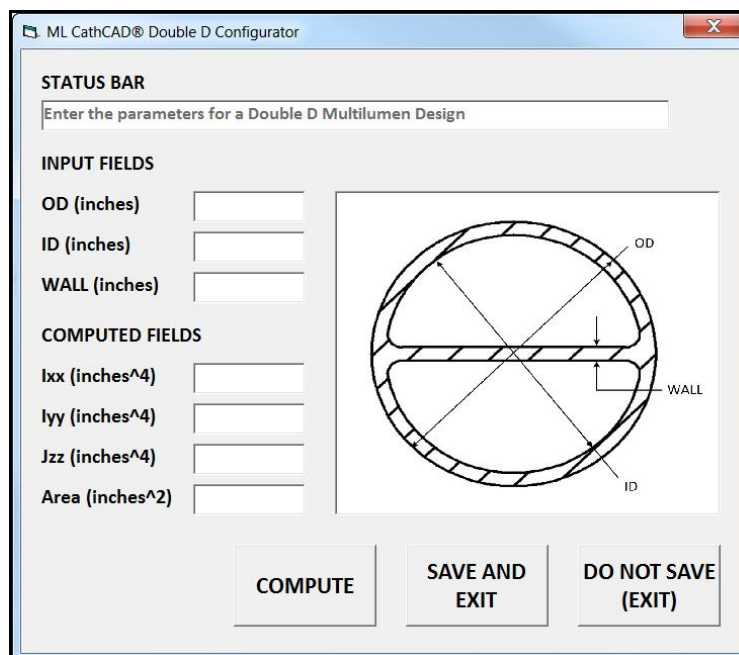 ML CathCAD® Double D Configurator
X
STATUS BAR
Enter the parameters for a Double D Multilumen Design
INPUT FIELDS
OD (inches)
ID (inches)
WALL (inches)
COMPUTED FIELDS
Ixx (inches^4)
Iyy (inches^4)
Jzz (inches^4)
Area (inches^2)
OD
WALL
ID
COMPUTE
SAVE AND
EXIT
DO NOT SAVE
(EXIT)